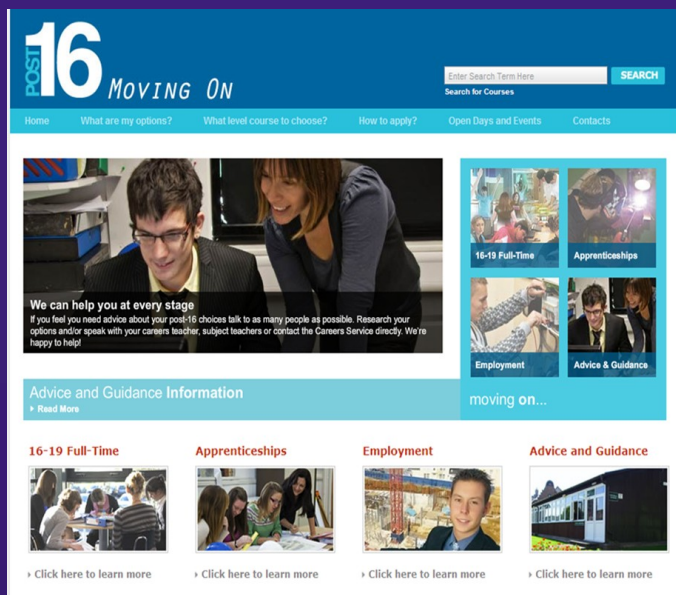 POST 16 Moving On
Enter Search Term Here SEARCH
Search for Courses
Home What are my options? What level course to choose? How to apply? Open Days and Events Contacts
We can help you at every stage
If you feel you need advice about your post-16 choices talk to as many people as possible. Research your
options and/or speak with your careers teacher, subject teachers or contact the Careers Service directly. We're
happy to help!
16-19 Full-Time Apprenticeships
Employment Advice & Guidance
moving on...
Advice and Guidance Information
Read More
16-19 Full-Time Apprenticeships Employment Advice and Guidance
Click here to learn more Click here to learn more Click here to learn more Click here to learn more